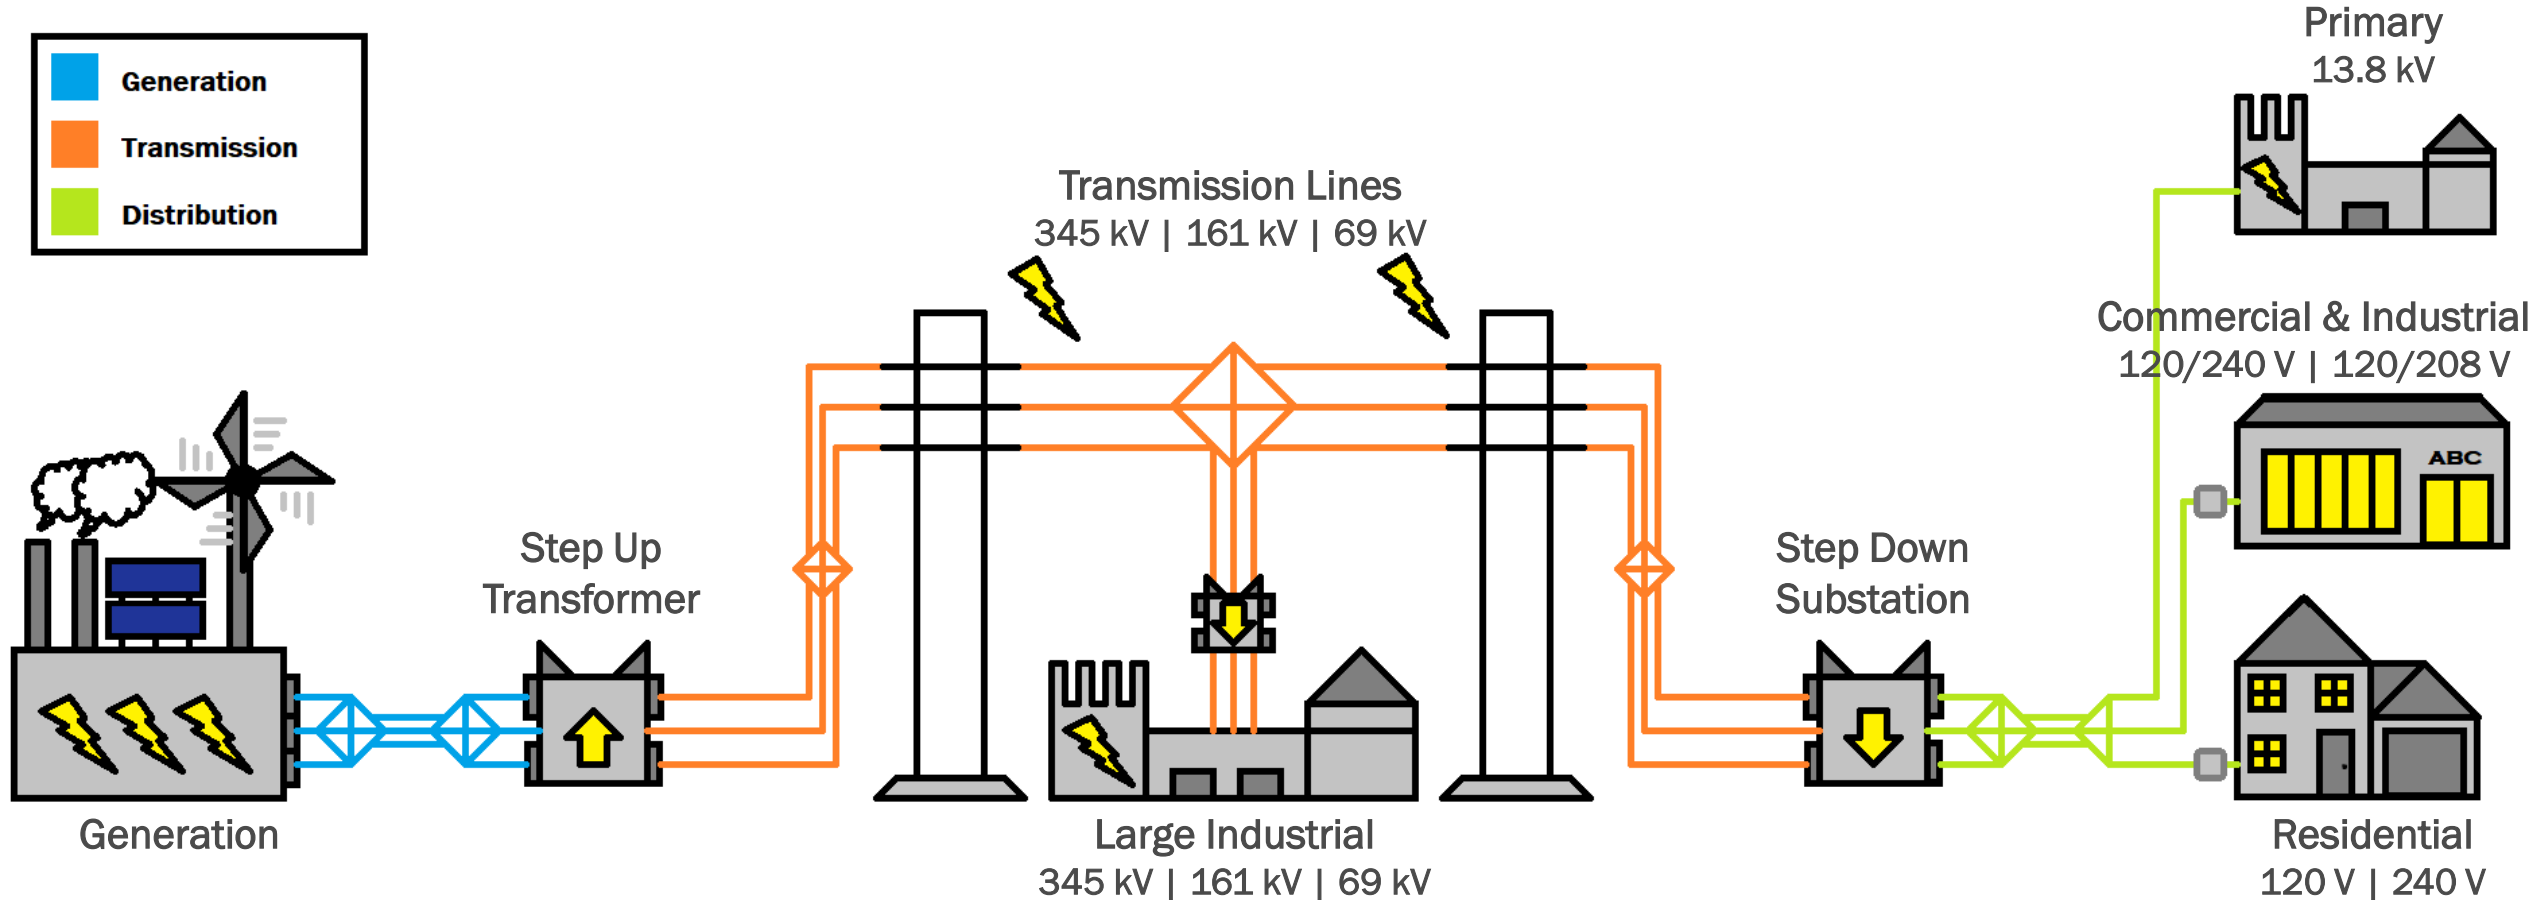 Generation
Transmission
Distribution
Primary
13.8 kV
Transmission Lines
345 kV | 161 kV | 69 kV
Commercial & Industrial
120/240 V | 120/208 V
ABC
Step Up
Transformer
Step Down
Substation
Generation
Large Industrial
345 kV | 161 kV | 69 kV
Residential
120 V | 240 V